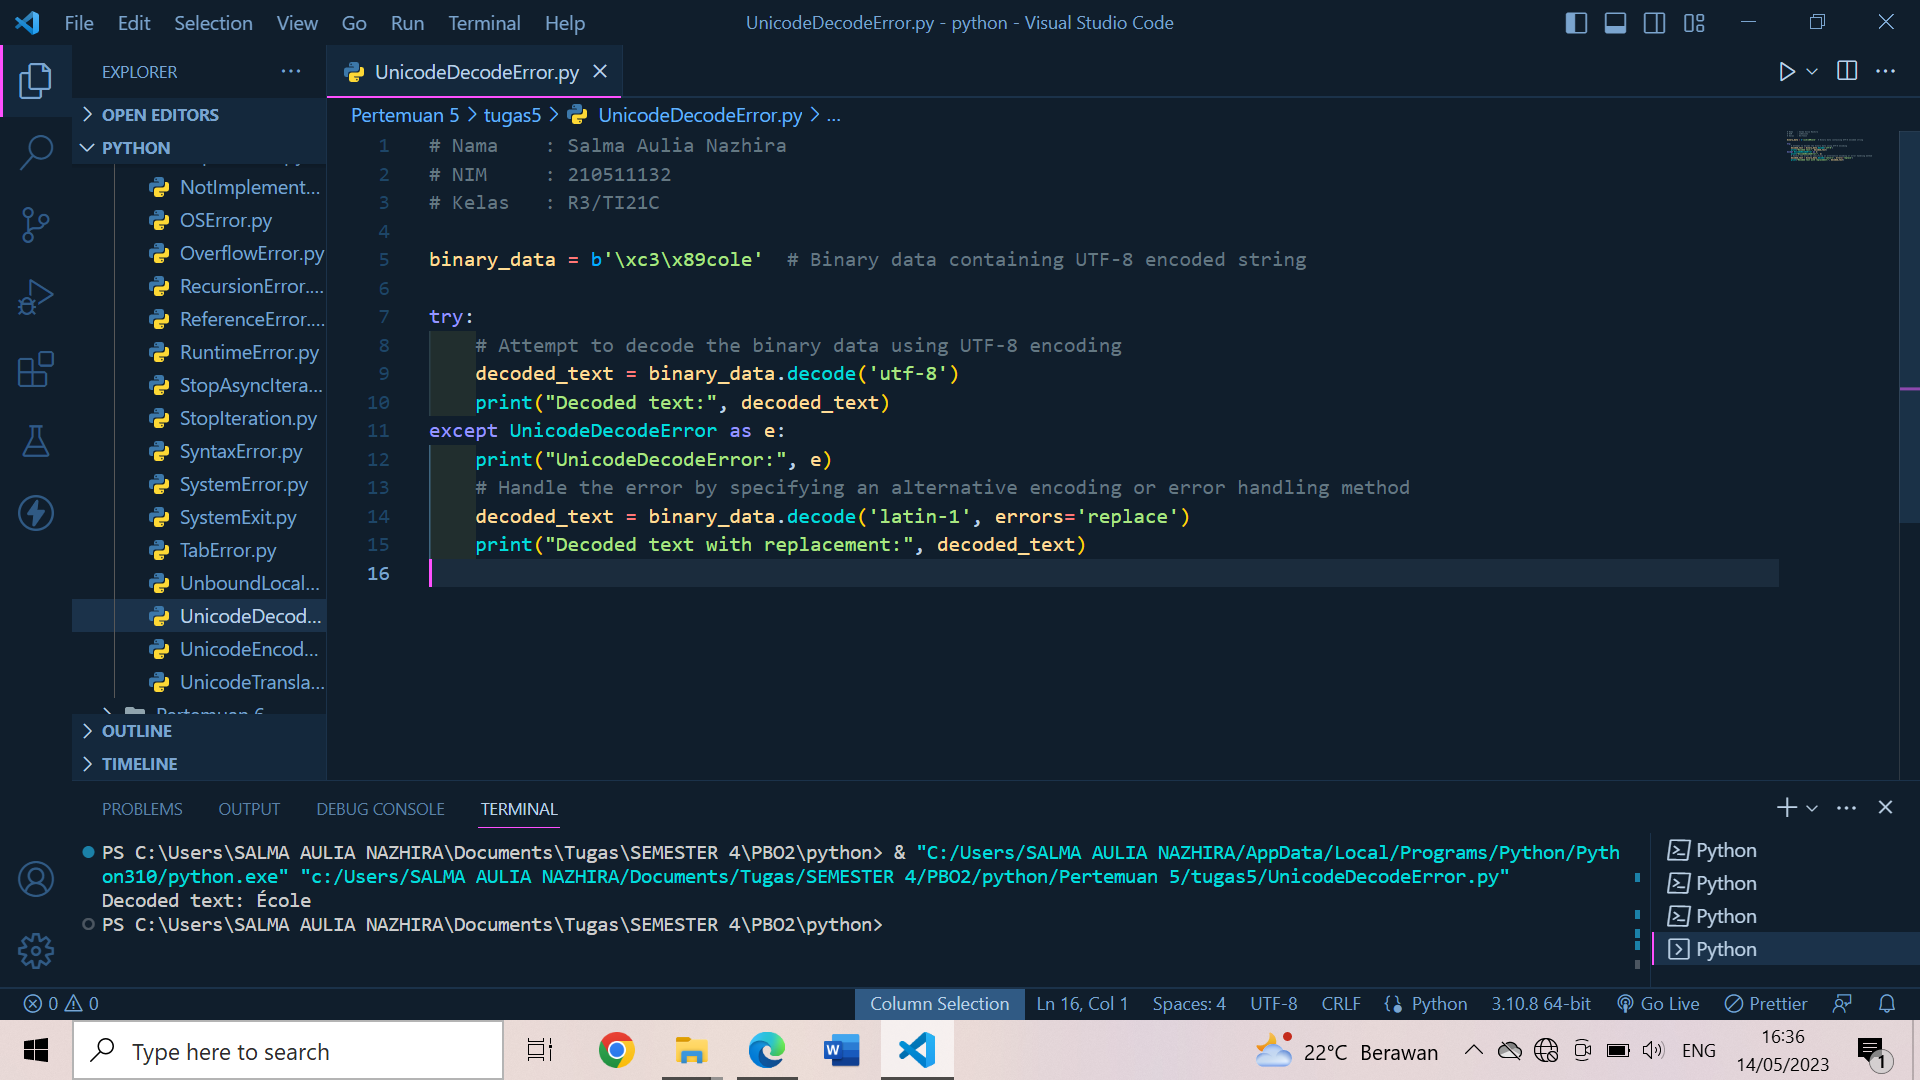 File Edit Selection View Go Run Terminal Help
UnicodeDecodeError.py - python - Visual Studio Code
EXPLORER
OPEN EDITORS
PYTHON
NotImplement...
OSError.py
OverflowError.py
RecursionError....
ReferenceError....
RuntimeError.py
StopAsyncItera...
StopIteration.py
SyntaxError.py
SystemError.py
SystemExit.py
TabError.py
UnboundLocal...
UnicodeDecod...
UnicodeEncod...
UnicodeTransla...
Pertemuan 6
OUTLINE
TIMELINE
UnicodeDecodeError.py
Pertemuan 5 > tugas5 > UnicodeDecodeError.py > ...
1 # Nama    : Salma Aulia Nazhira
2 # NIM     : 210511132
3 # Kelas   : R3/TI21C
4
5 binary_data = b'\xc3\x89cole'  # Binary data containing UTF-8 encoded string
6
7 try:
8     # Attempt to decode the binary data using UTF-8 encoding
9     decoded_text = binary_data.decode('utf-8')
10     print("Decoded text:", decoded_text)
11 except UnicodeDecodeError as e:
12     print("UnicodeDecodeError:", e)
13     # Handle the error by specifying an alternative encoding or error handling method
14     decoded_text = binary_data.decode('latin-1', errors='replace')
15     print("Decoded text with replacement:", decoded_text)
16
PROBLEMS OUTPUT DEBUG CONSOLE TERMINAL
PS C:\Users\SALMA AULIA NAZHIRA\Documents\Tugas\SEMESTER 4\PBO2\python> & "C:/Users/SALMA AULIA NAZHIRA/AppData/Local/Programs/Python/Pyth
on310/python.exe" "c:/Users/SALMA AULIA NAZHIRA/Documents/Tugas/SEMESTER 4/PBO2/python/Pertemuan 5/tugas5/UnicodeDecodeError.py"
Decoded text: École
PS C:\Users\SALMA AULIA NAZHIRA\Documents\Tugas\SEMESTER 4\PBO2\python>
Python
Python
Python
Python
0 0 Column Selection Ln 16, Col 1 Spaces: 4 UTF-8 CRLF Python 3.10.8 64-bit Go Live Prettier
Type here to search
22°C Berawan
ENG
16:36
14/05/2023
1